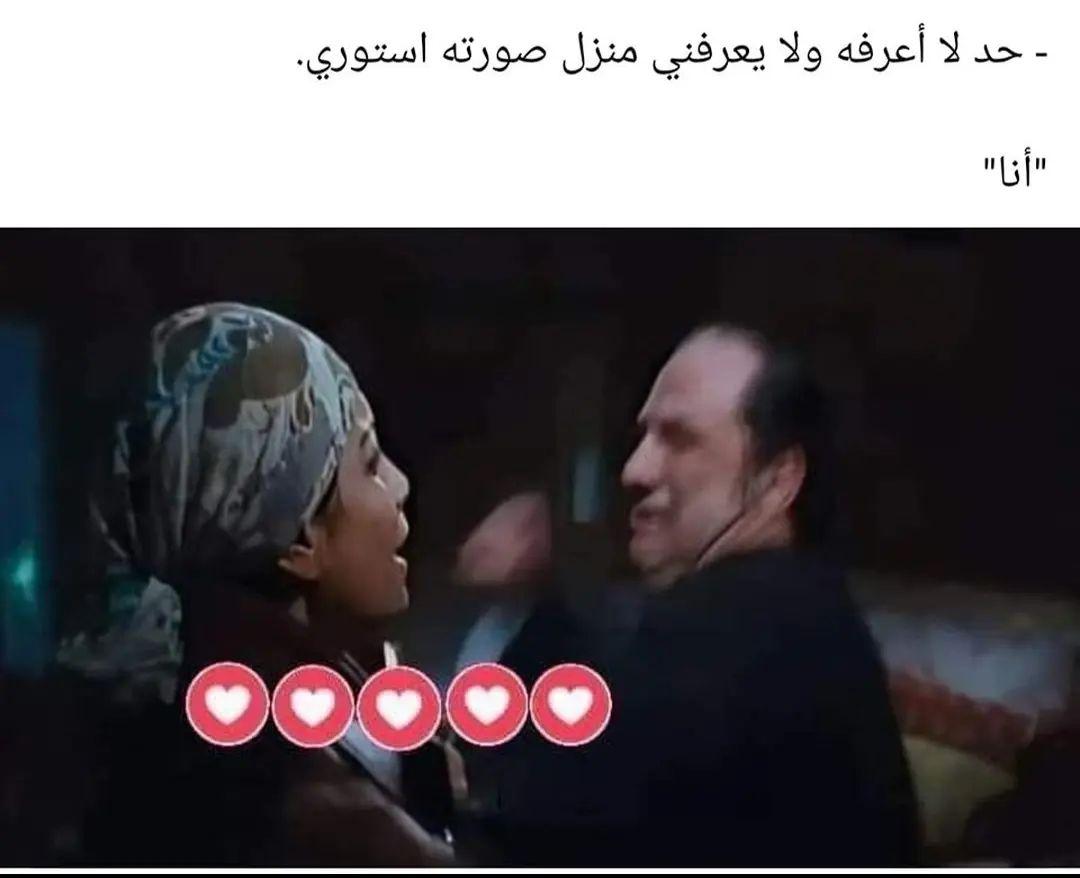 - حد لا أعرفه ولا يعرفني منزل صورته استوري.
"أنا"